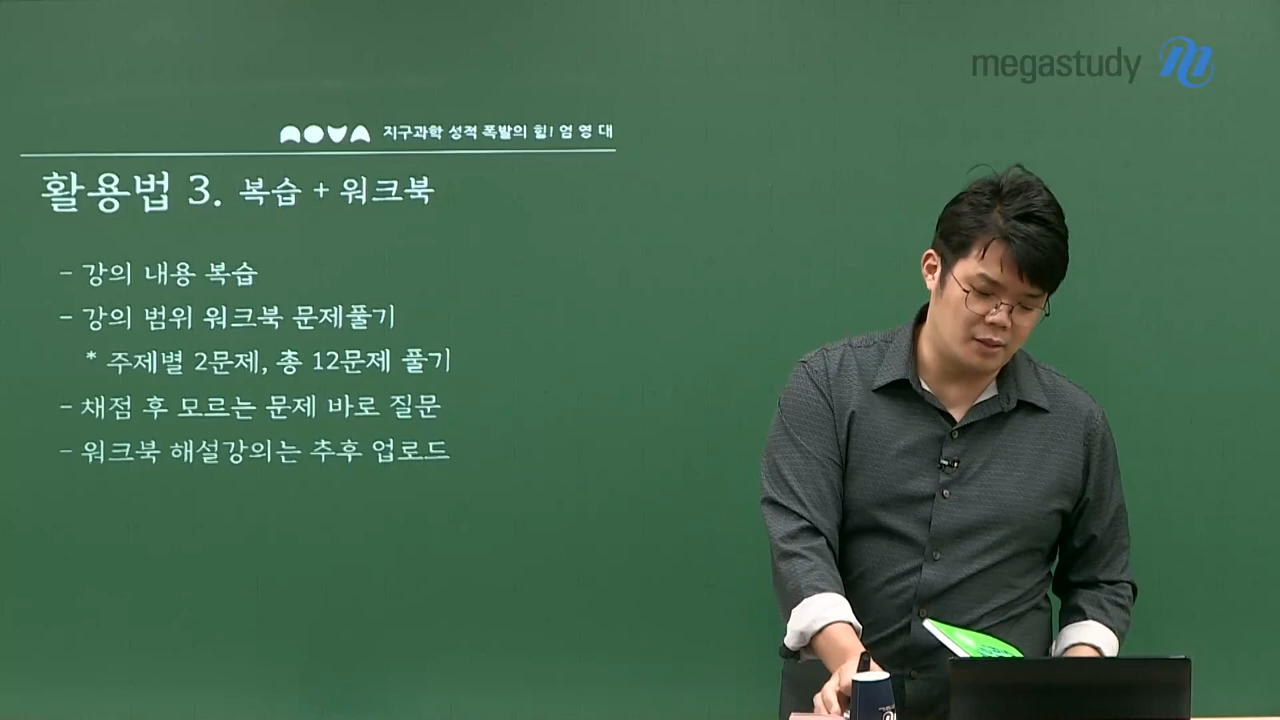 megastudy
NOVA 지구과학 성적 폭발의 힘! 엄영대
활용법 3. 복습 + 워크북
- 강의 내용 복습
- 강의 범위 워크북 문제풀기
* 주제별 2문제, 총 12문제 풀기
- 채점 후 모르는 문제 바로 질문
- 워크북 해설강의는 추후 업로드